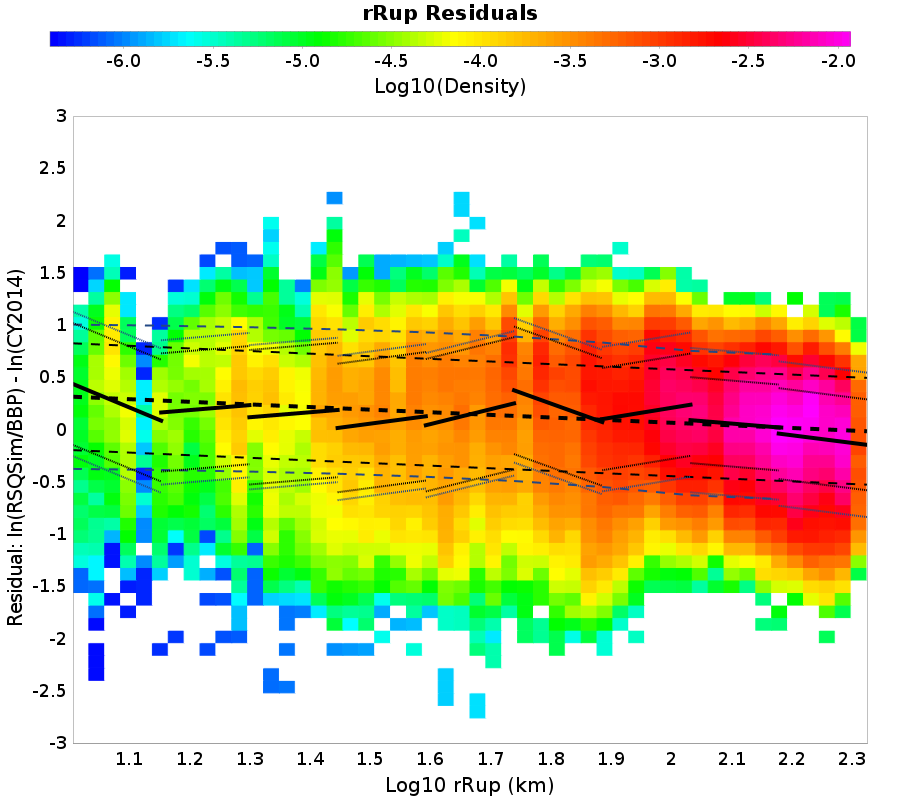 rRup Residuals
-6.0 -5.5 -5.0 -4.5 -4.0 -3.5 -3.0 -2.5 -2.0
Log10(Density)
Residual: ln(RSQSim/BBP) - ln(CY2014)
3
2.5
2
1.5
1
0.5
0
-0.5
-1
-1.5
-2
-2.5
-3
1.1 1.2 1.3 1.4 1.5 1.6 1.7 1.8 1.9 2 2.1 2.2 2.3
Log10 rRup (km)